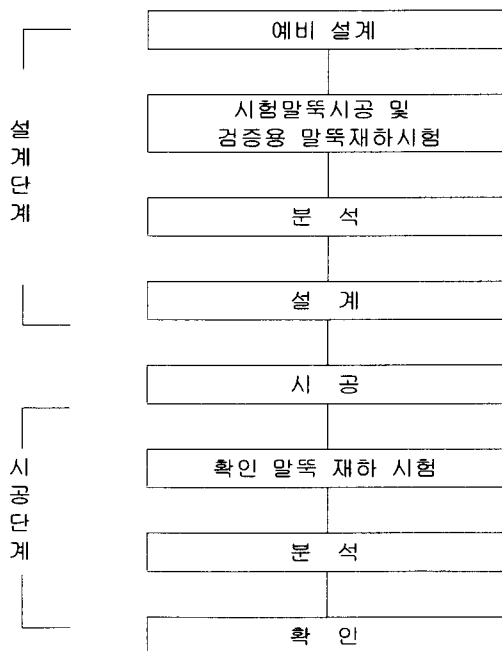 예비 설계
시험말뚝시공 및
검증용 말뚝재하시험
분 석
설 계
시 공
확인 말뚝 재하 시험
분 석
확 인
설계단계
시공단계